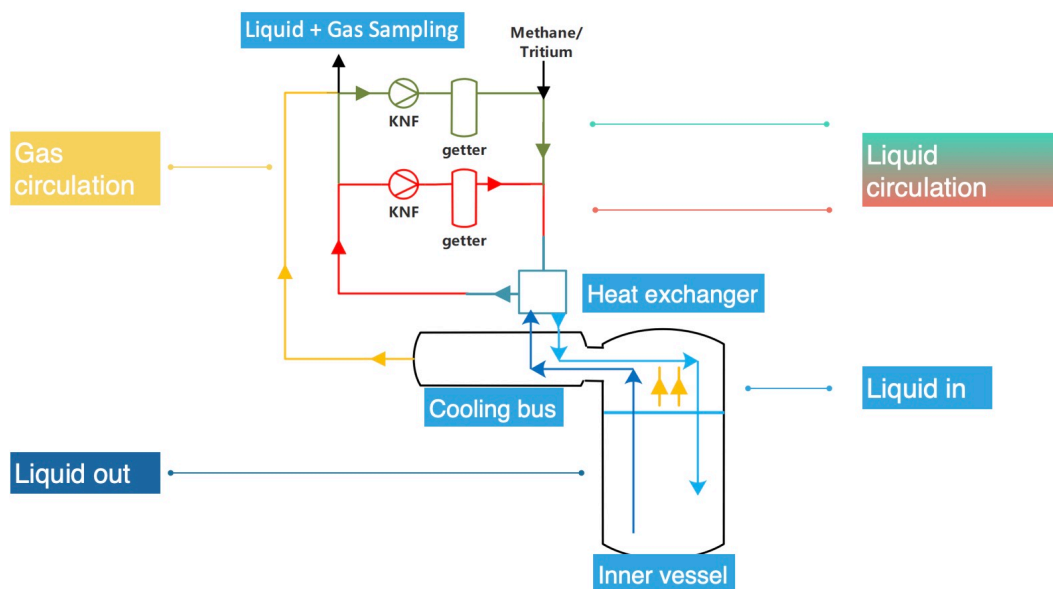 Liquid + Gas Sampling
Methane/
Tritium
KNF
getter
Gas
circulation
Liquid
circulation
KNF
getter
Heat exchanger
Cooling bus
Liquid in
Liquid out
Inner vessel